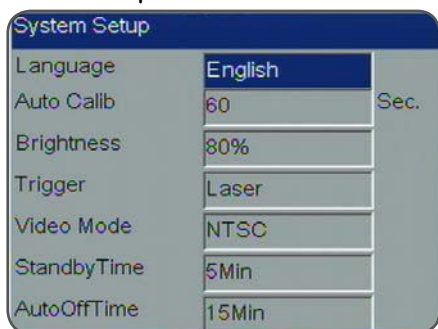 System Setup
Language English
Auto Calib 60 Sec.
Brightness 80%
Trigger Laser
Video Mode NTSC
StandbyTime 5Min
AutoOffTime 15Min